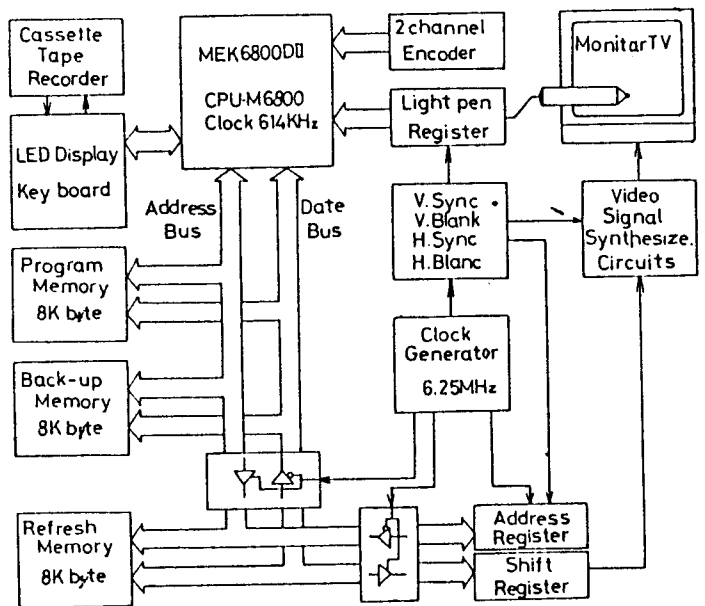 Cassette
Tape
Recorder
MEK6800DⅡ
CPU·M6800
Clock 614KHz
2channel
Encoder
Light pen
Register
MonitarTV
LED Display
Key board
Address
Bus
Date
Bus
V.Sync
V.Blank
H.Sync
H.Blanc
Video
Signal
Synthesize.
Circuits
Program
Memory
8K byte
Clock
Generator
6.25MHz
Back-up
Memory
8K byte
Refresh
Memory
8K byte
Address
Register
Shift
Register